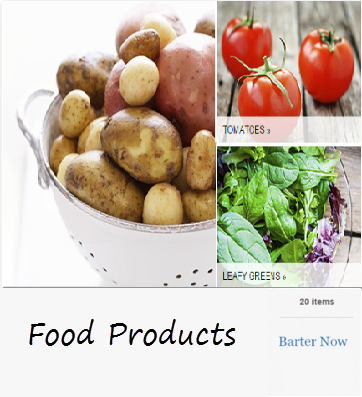 TOMATOES 3
LEAFY GREENS 6
20 items
Food Products
Barter Now